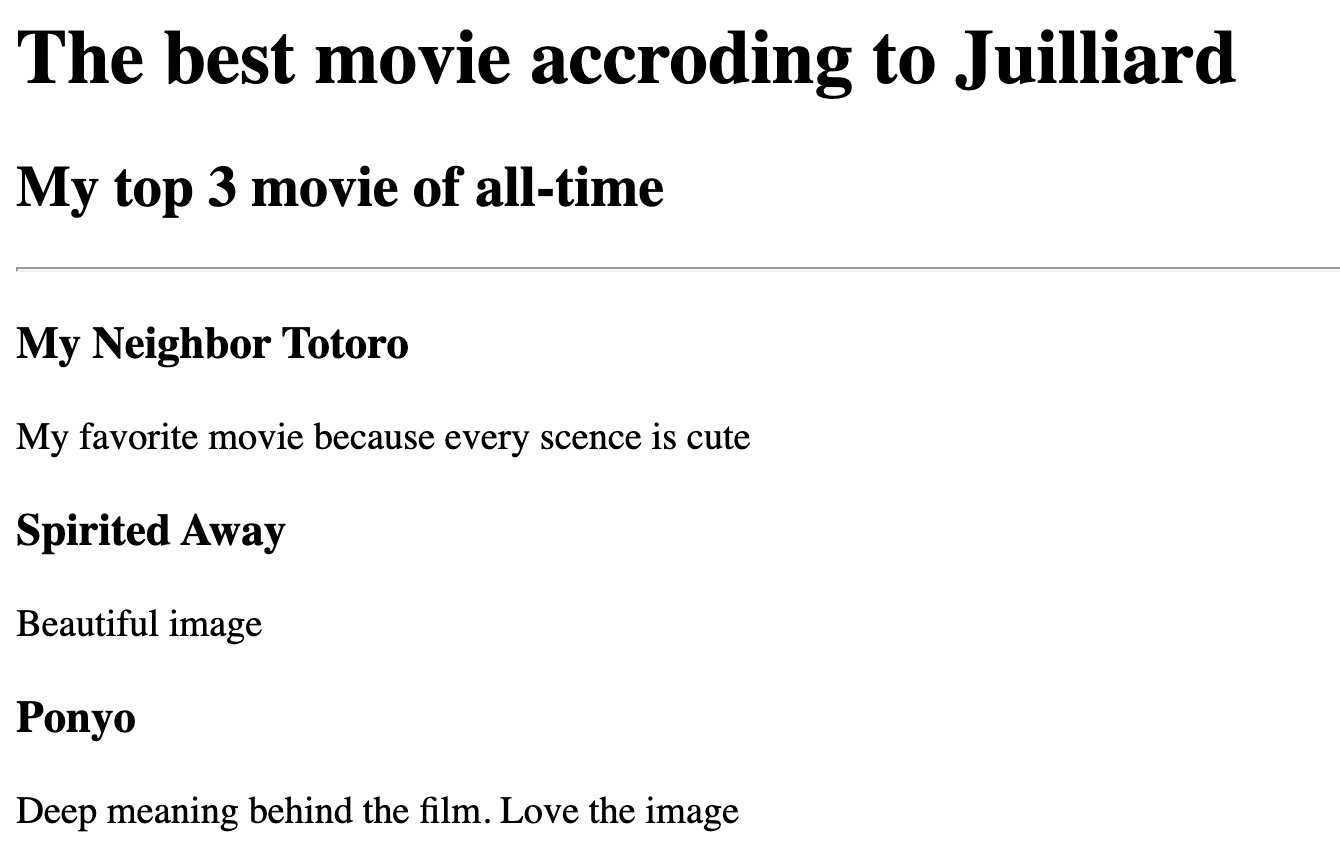 The best movie accroding to Juilliard
My top 3 movie of all-time
My Neighbor Totoro
My favorite movie because every scence is cute
Spirited Away
Beautiful image
Ponyo
Deep meaning behind the film. Love the image